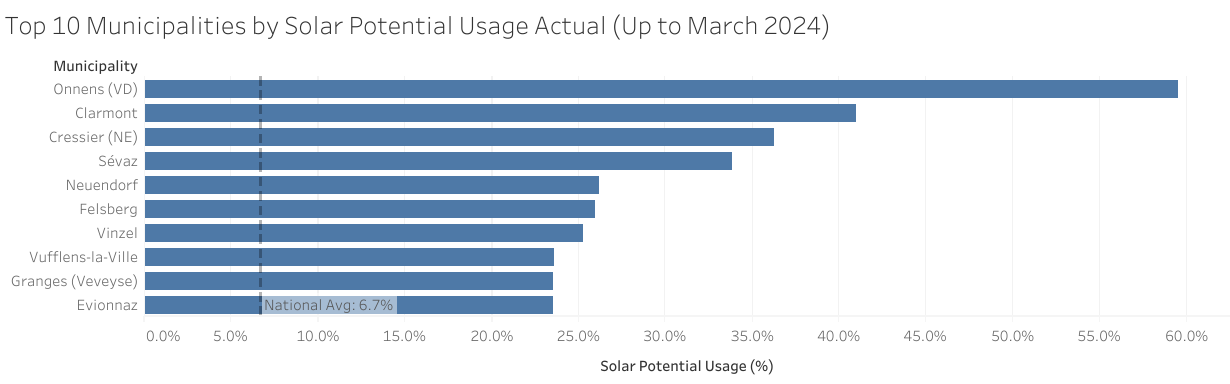 Top 10 Municipalities by Solar Potential Usage Actual (Up to March 2024)
Municipality
Onnens (VD)
Clarmont
Cressier (NE)
Sévaz
Neuendorf
Felsberg
Vinzel
Vufflens-la-Ville
Granges (Veveyse)
Evionnaz
National Avg: 6.7%
0.0% 5.0% 10.0% 15.0% 20.0% 25.0% 30.0% 35.0% 40.0% 45.0% 50.0% 55.0% 60.0%
Solar Potential Usage (%)